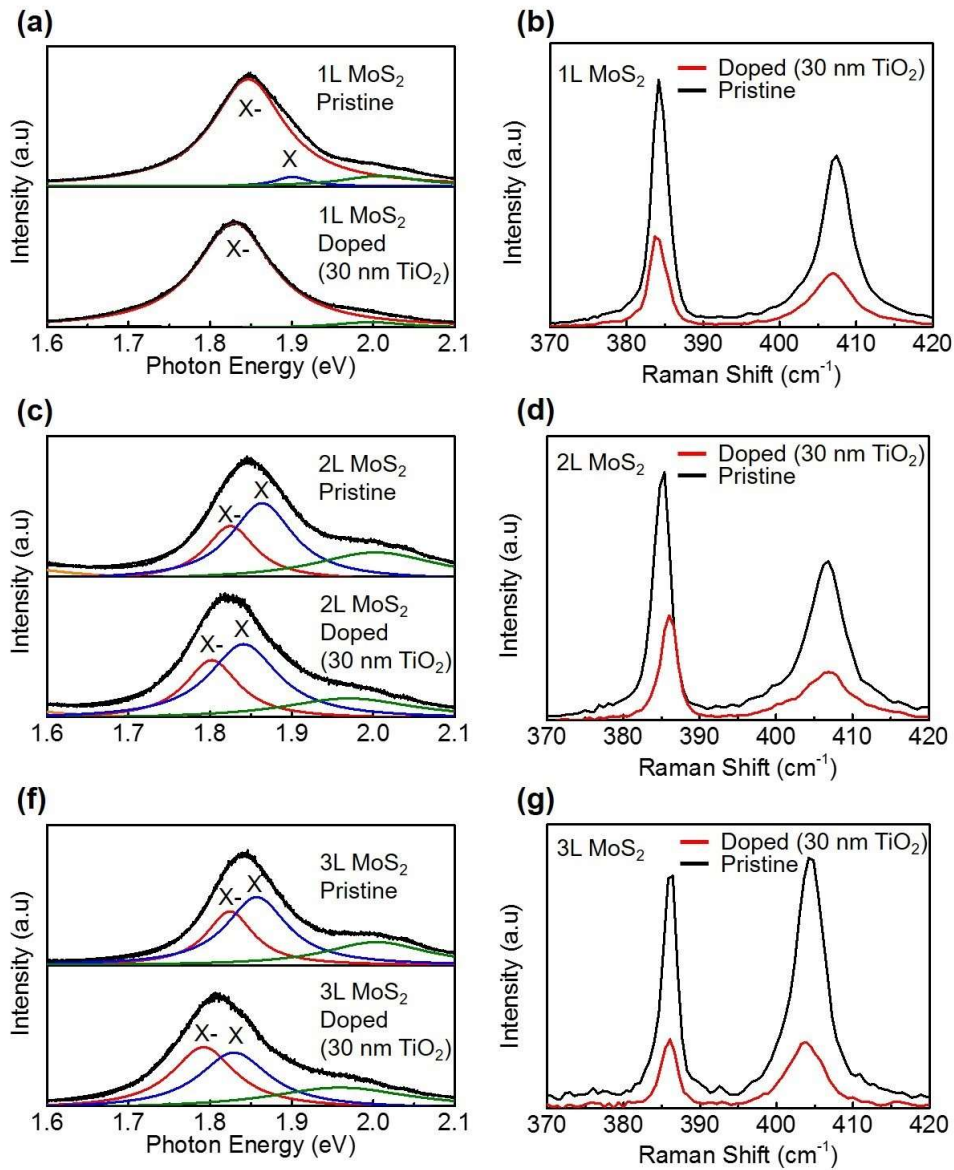 (a)
1L MoS₂
Pristine
X-
X
1L MoS₂
Doped
(30 nm TiO₂)
X-
Intensity (a.u)
1.6 1.7 1.8 1.9 2.0 2.1
Photon Energy (eV)
(b)
1L MoS₂
Doped (30 nm TiO₂)
Pristine
Intensity (a.u)
370 380 390 400 410 420
Raman Shift (cm⁻¹)
(c)
2L MoS₂
Pristine
X-
X
2L MoS₂
Doped
(30 nm TiO₂)
X-
X
Intensity (a.u)
1.6 1.7 1.8 1.9 2.0 2.1
(d)
2L MoS₂
Doped (30 nm TiO₂)
Pristine
Intensity (a.u)
370 380 390 400 410 420
Raman Shift (cm⁻¹)
(f)
3L MoS₂
Pristine
X-
X
3L MoS₂
Doped
(30 nm TiO₂)
X-
X
Intensity (a.u)
1.6 1.7 1.8 1.9 2.0 2.1
Photon Energy (eV)
(g)
3L MoS₂
Doped (30 nm TiO₂)
Pristine
Intensity (a.u)
370 380 390 400 410 420
Raman Shift (cm⁻¹)